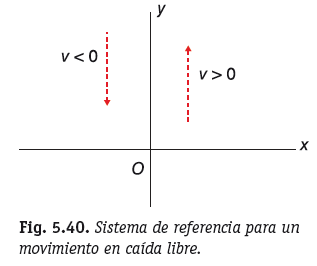 y
v < 0
v > 0
x
O
Fig. 5.40. Sistema de referencia para un
movimiento en caída libre.